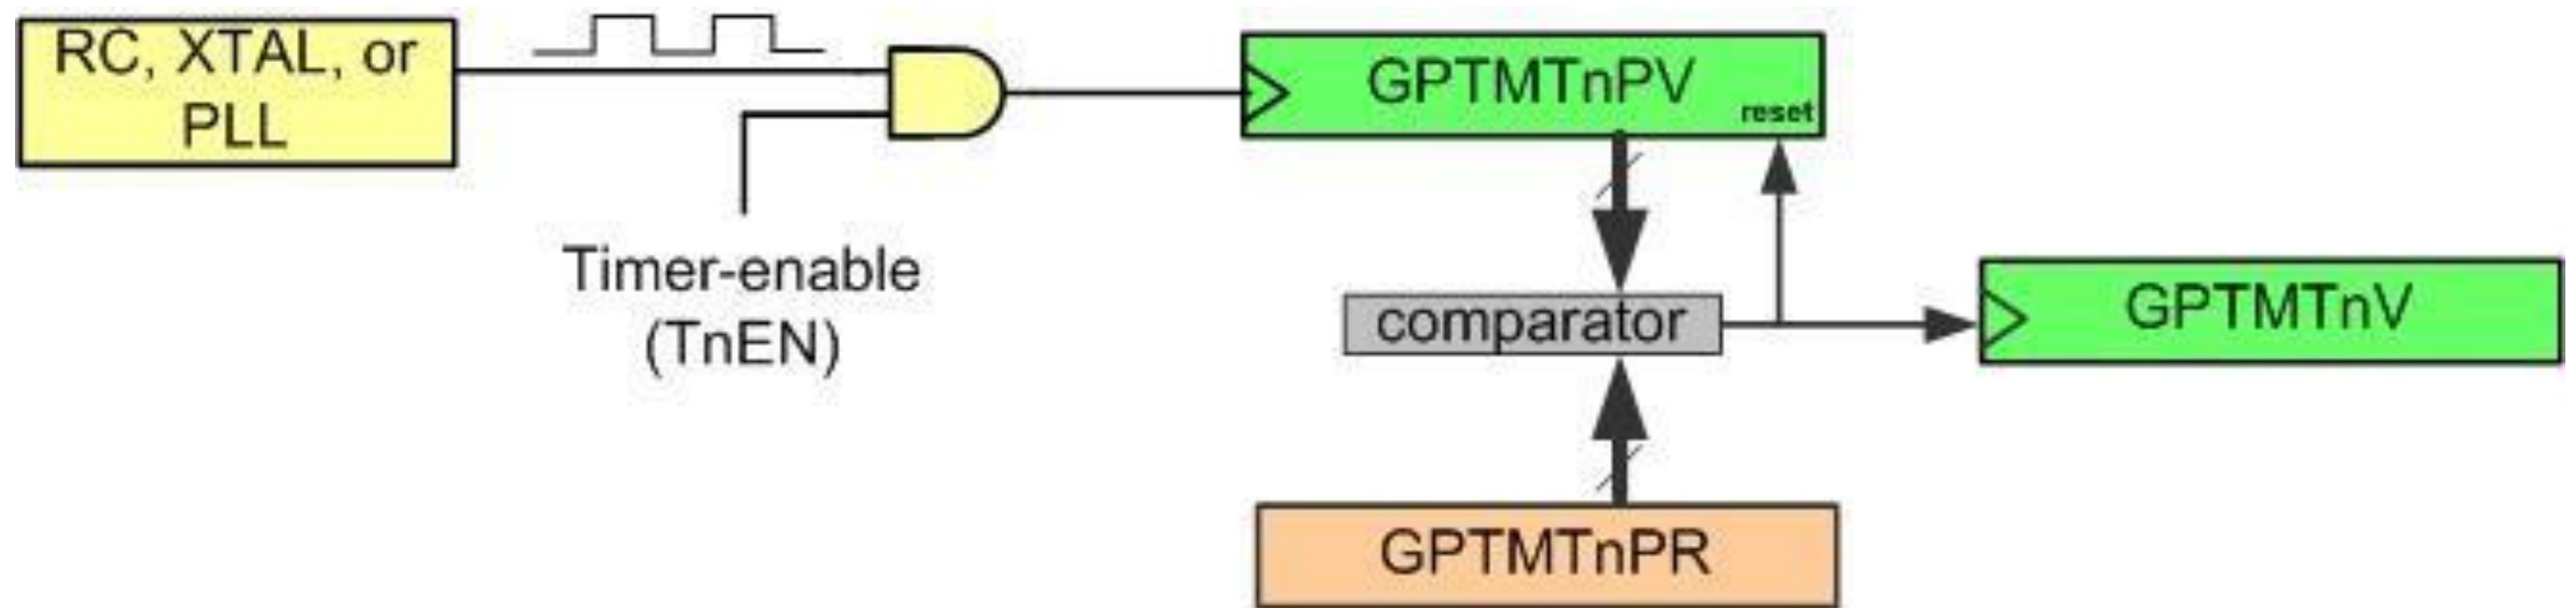 RC, XTAL, or
PLL
Timer-enable
(TnEN)
GPTMTnPV
reset
comparator
GPTMTnV
GPTMTnPR